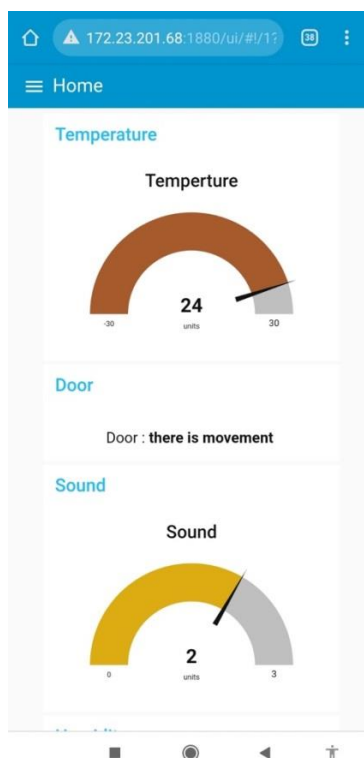 172.23.201.68:1880/ui/#!/1?
38
Home
Temperature
Temperture
24
units
-30
30
Door
Door : there is movement
Sound
Sound
2
units
0
3